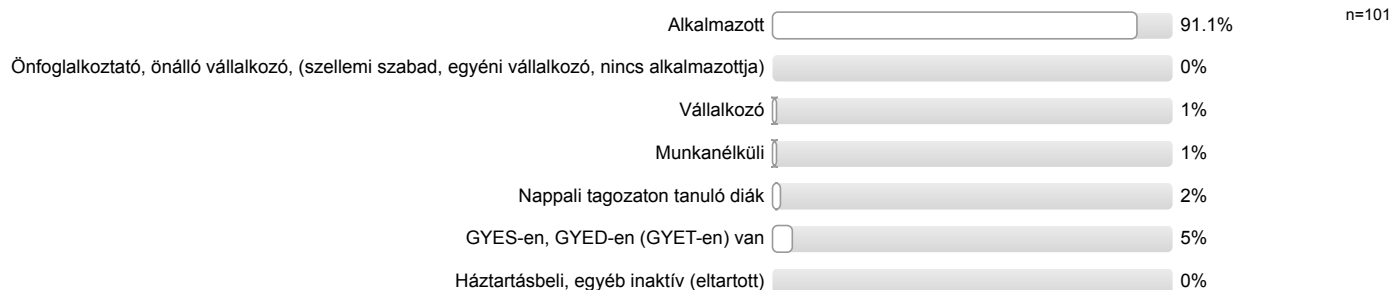 Alkalmazott 91.1% n=101
Önfoglalkoztató, önálló vállalkozó, (szellemi szabad, egyéni vállalkozó, nincs alkalmazottja) 0%
Vállalkozó 1%
Munkanélküli 1%
Nappali tagozaton tanuló diák 2%
GYES-en, GYED-en (GYET-en) van 5%
Háztartásbeli, egyéb inaktív (eltartott) 0%